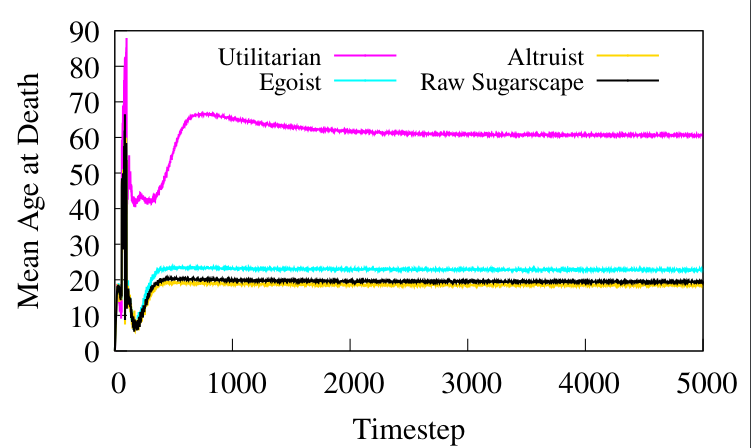 90
80
70
60
50
40
30
20
10
0
Mean Age at Death
Utilitarian
Egoist
Altruist
Raw Sugarscape
0 1000 2000 3000 4000 5000
Timestep